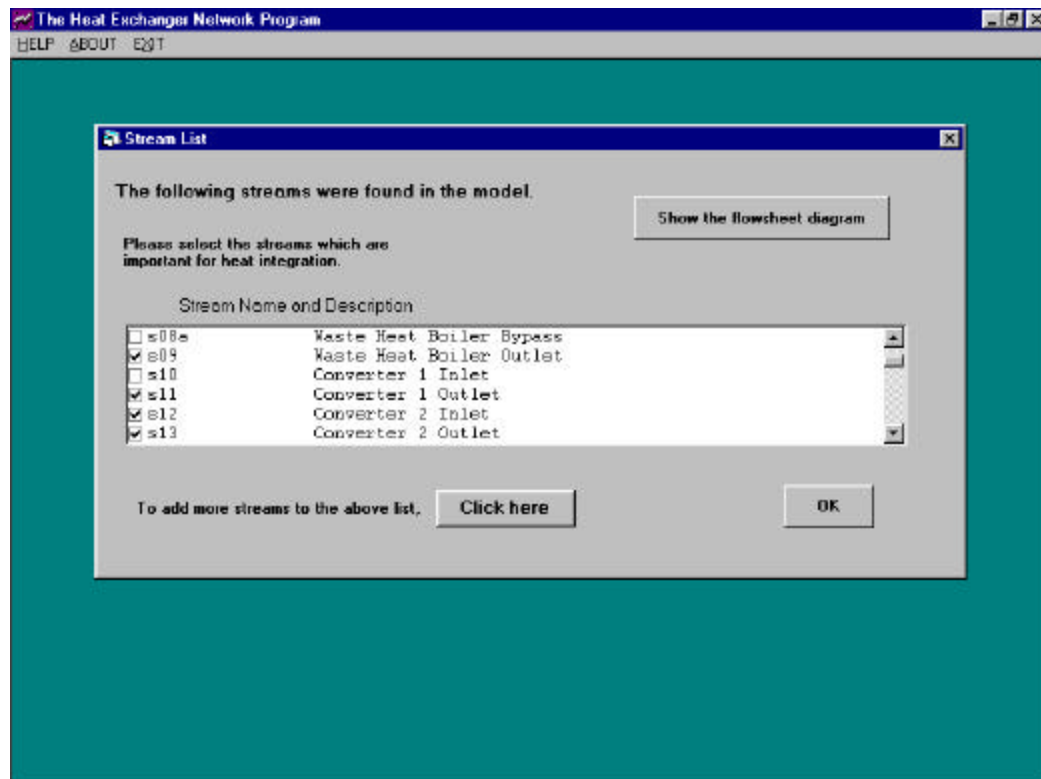 The Heat Exchanger Network Program
HELP ABOUT EXIT
Stream List
The following streams were found in the model.
Show the flowsheet diagram
Please select the streams which are
important for heat integration.
Stream Name and Description
s08a Waste Heat Boiler Bypass
s09 Waste Heat Boiler Outlet
s10 Converter 1 Inlet
s11 Converter 1 Outlet
s12 Converter 2 Inlet
s13 Converter 2 Outlet
To add more streams to the above list,
Click here
OK